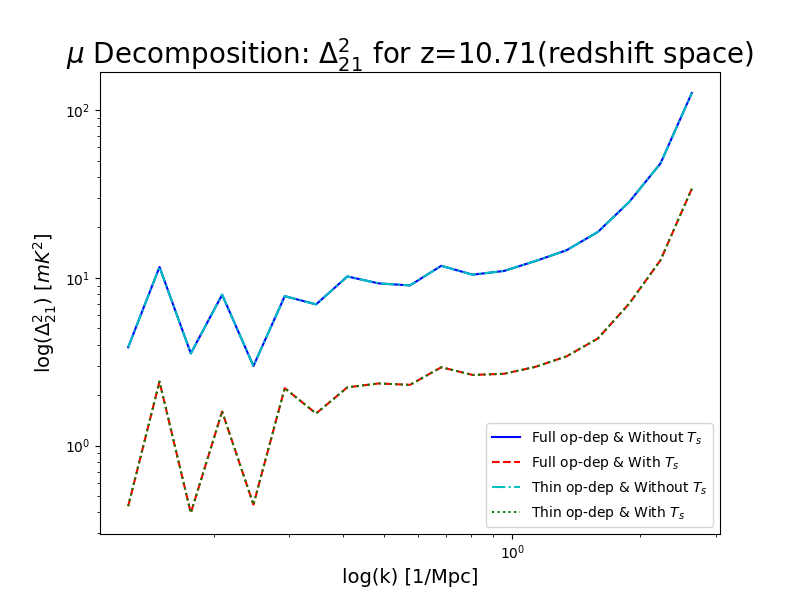 μ Decomposition: Δ²₂₁ for z=10.71(redshift space)
10²
10¹
10⁰
log(Δ²₂₁) [mK²]
Full op-dep & Without Tₛ
Full op-dep & With Tₛ
Thin op-dep & Without Tₛ
Thin op-dep & With Tₛ
10⁰
log(k) [1/Mpc]